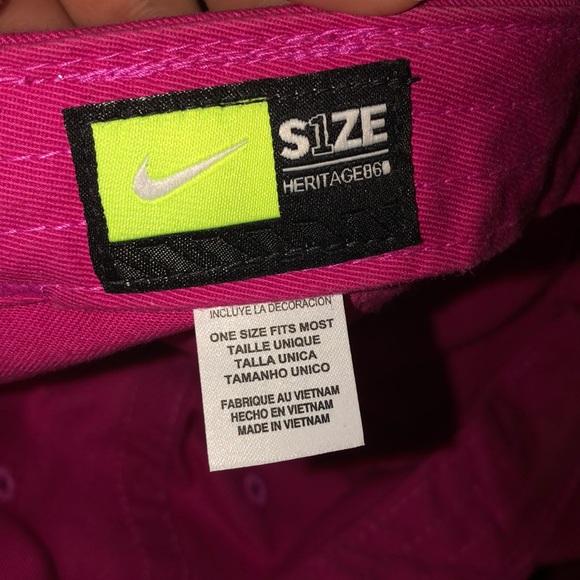 S1ZE
HERITAGE86
INCLUYE LA DECORACION
ONE SIZE FITS MOST
TAILLE UNIQUE
TALLA UNICA
TAMANHO UNICO
FABRIQUE AU VIETNAM
HECHO EN VIETNAM
MADE IN VIETNAM